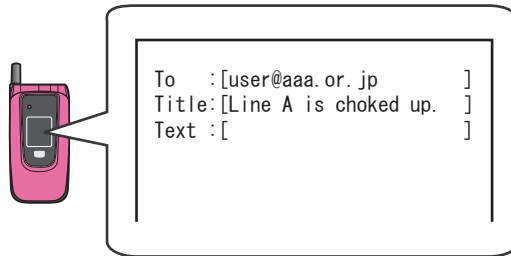 To   :[user@aaa.or.jp        ]
Title:[Line A is choked up.  ]
Text :[                      ]